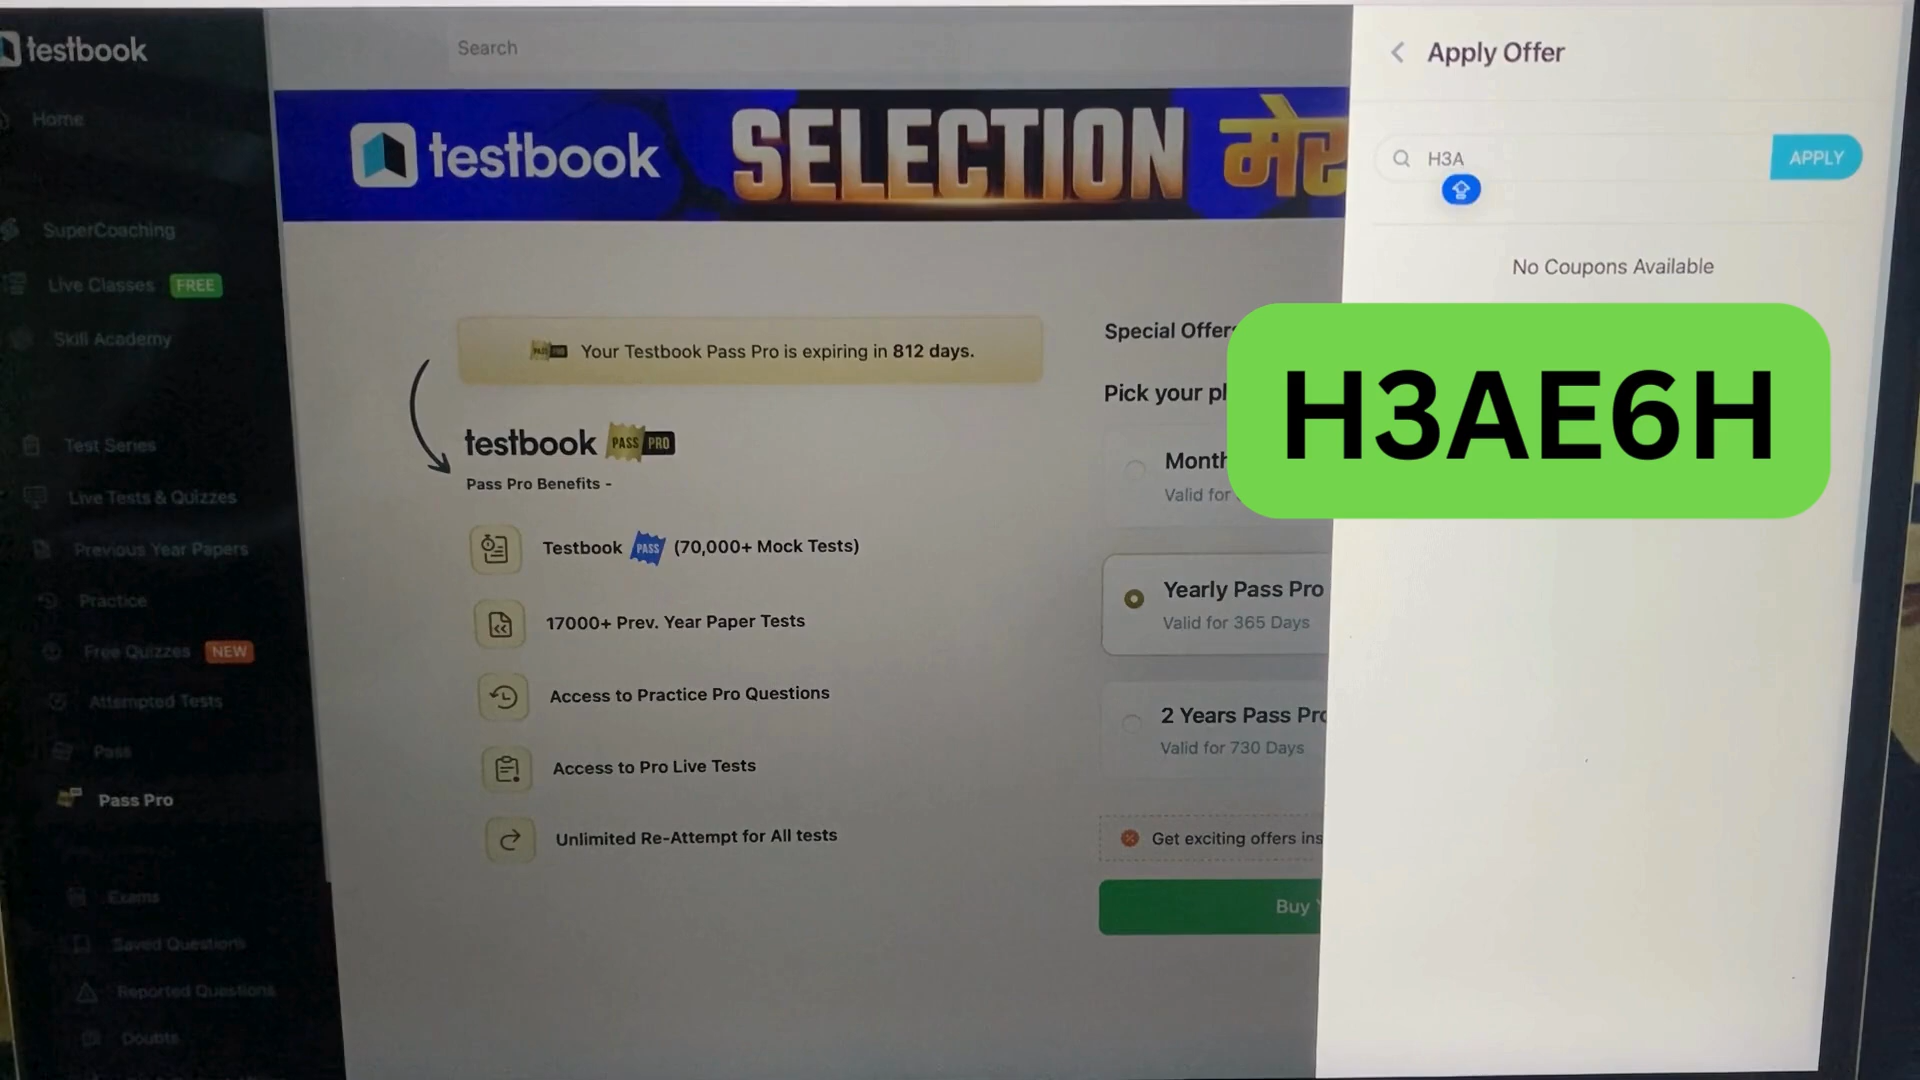 testbook
Home
SuperCoaching
Live Classes FREE
Skill Academy
Test Series
Live Tests & Quizzes
Previous Year Papers
Practice
Free Quizzes NEW
Attempted Tests
Pass
Pass Pro
Exams
Saved Questions
Reported Questions
Doubts
Search
testbook SELECTION मेरा
Your Testbook Pass Pro is expiring in 812 days.
testbook PASS PRO
Pass Pro Benefits -
Testbook PASS (70,000+ Mock Tests)
17000+ Prev. Year Paper Tests
Access to Practice Pro Questions
Access to Pro Live Tests
Unlimited Re-Attempt for All tests
Special Offer
Pick your pl
Month
Valid for
Yearly Pass Pro
Valid for 365 Days
2 Years Pass Pro
Valid for 730 Days
Get exciting offers ins
Buy
Apply Offer
H3A
APPLY
No Coupons Available
H3AE6H